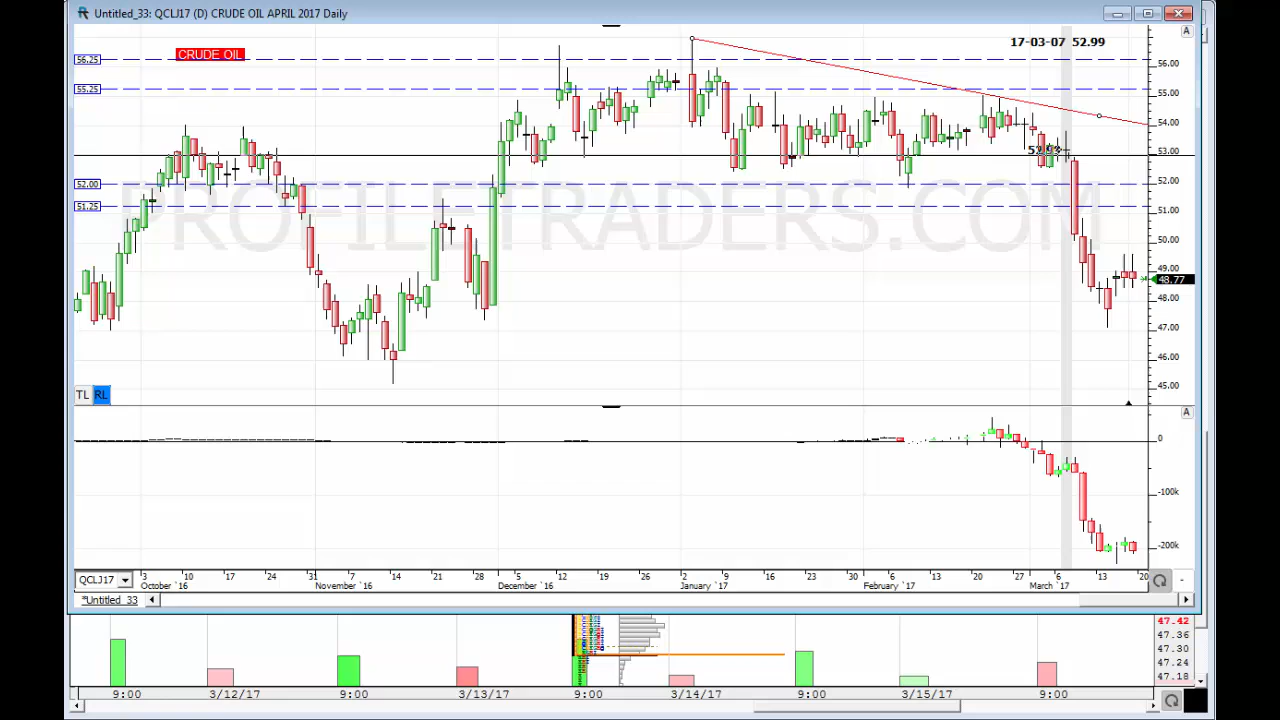 Untitled_33: QCLJ17 (D) CRUDE OIL APRIL 2017 Daily
17-03-07 52.99
A
CRUDE OIL
56.25
55.25
52.00
51.25
56.00
55.00
54.00
53.00
52.00
51.00
50.00
49.00
48.77
48.00
47.00
46.00
45.00
PROFILE-TRADERS.COM
TL RL
A
0
-100k
-200k
QCLJ17
3 10 17 24 31 7 14 21 28 5 12 19 26 2 9 16 23 30 6 13 20 27 6 13 20
October `16 November `16 December `16 January `17 February `17 March `17
*Untitled_33
47.42
47.36
47.30
47.24
47.18
9:00 3/12/17 9:00 3/13/17 9:00 3/14/17 9:00 3/15/17 9:00